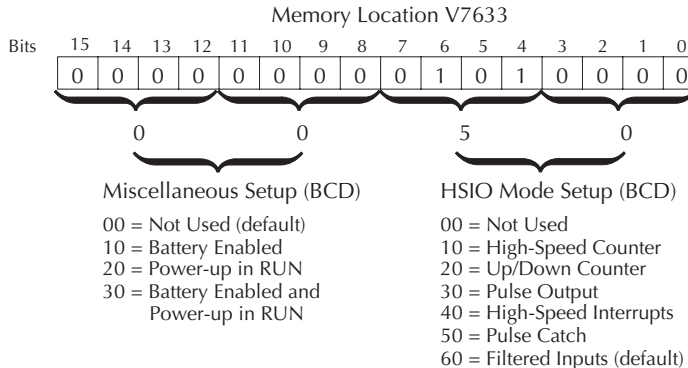 Memory Location V7633
Bits 15 14 13 12 11 10 9 8 7 6 5 4 3 2 1 0
0 0 0 0 0 0 0 0 0 1 0 1 0 0 0 0
0 0 5 0
Miscellaneous Setup (BCD)
00 = Not Used (default)
10 = Battery Enabled
20 = Power-up in RUN
30 = Battery Enabled and
Power-up in RUN
HSIO Mode Setup (BCD)
00 = Not Used
10 = High-Speed Counter
20 = Up/Down Counter
30 = Pulse Output
40 = High-Speed Interrupts
50 = Pulse Catch
60 = Filtered Inputs (default)